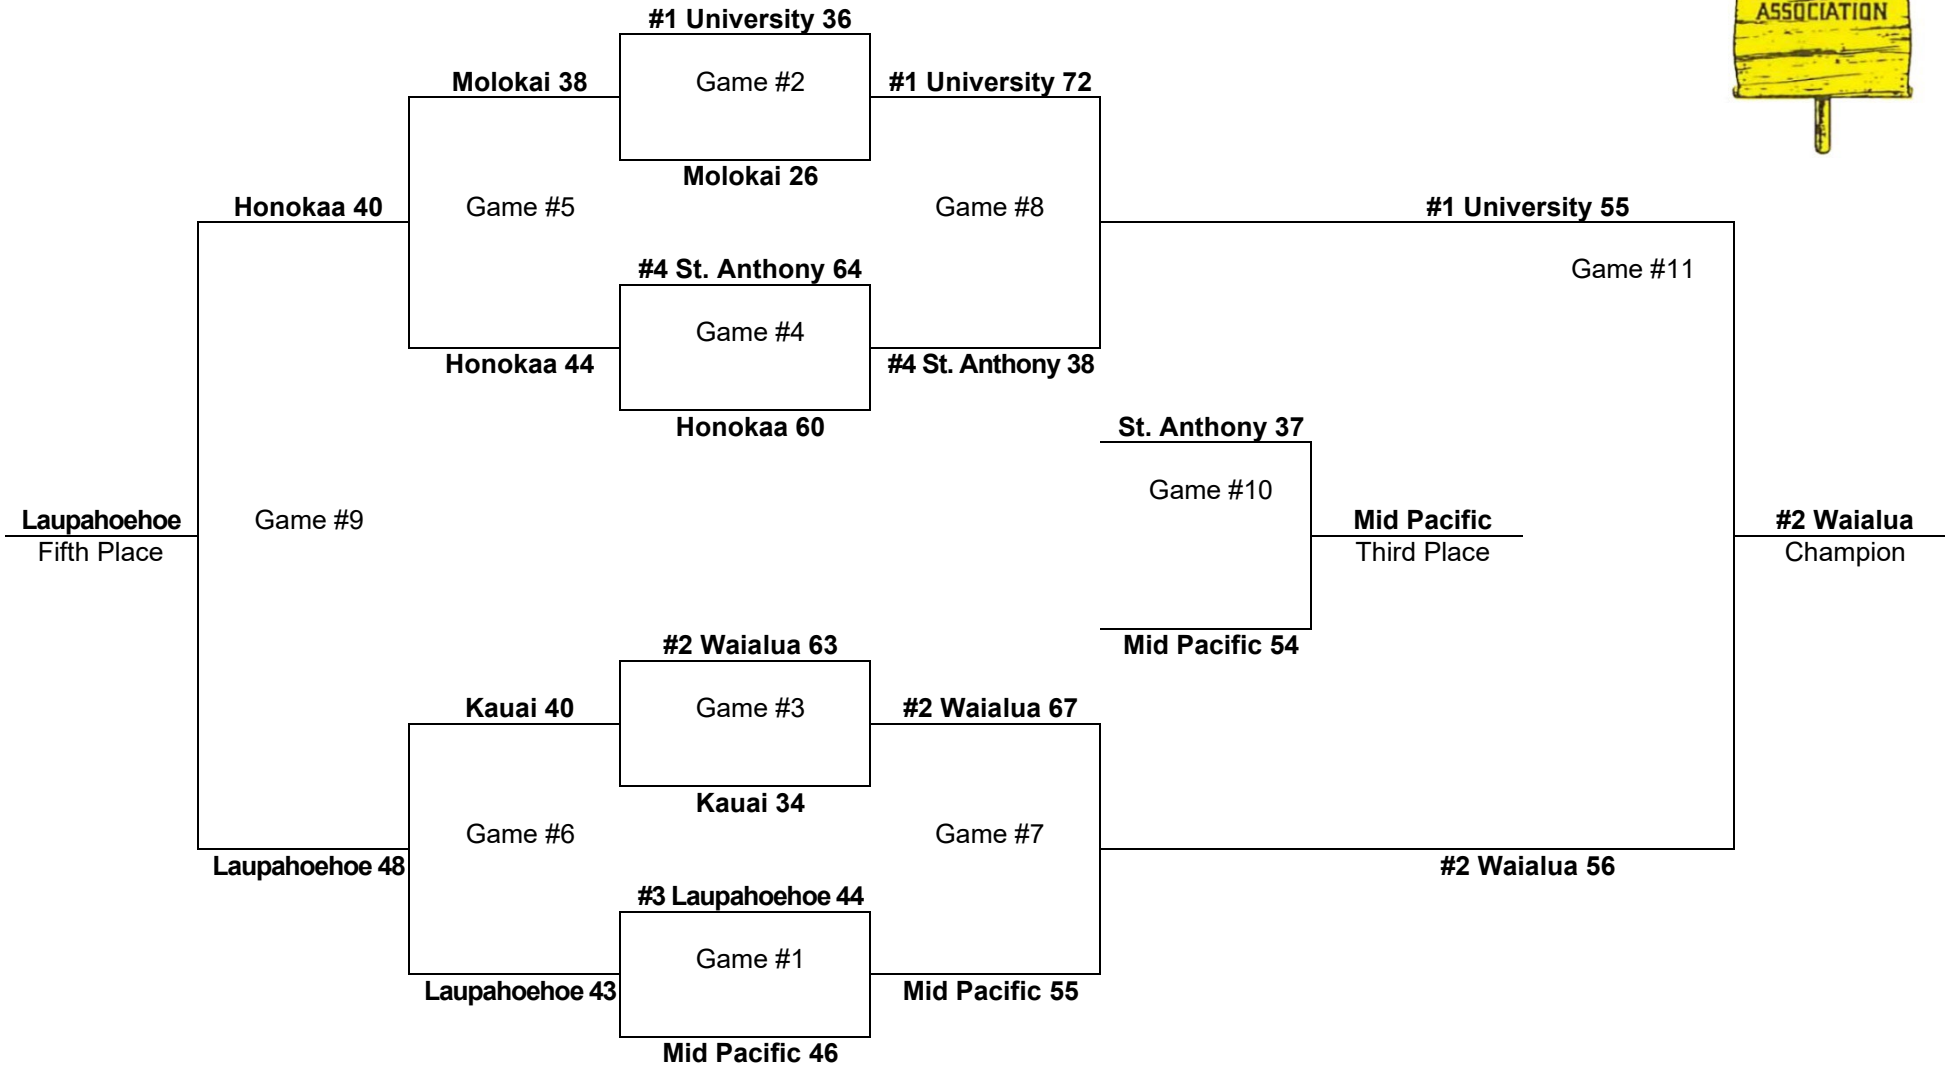 ASSOCIATION
#1 University 36
Molokai 38
Game #2
#1 University 72
Molokai 26
Honokaa 40
Game #5
Game #8
#1 University 55
#4 St. Anthony 64
Game #11
Game #4
Honokaa 44
#4 St. Anthony 38
Honokaa 60
St. Anthony 37
Game #10
Laupahoehoe
Game #9
Mid Pacific
#2 Waialua
Fifth Place
Third Place
Champion
#2 Waialua 63
Mid Pacific 54
Kauai 40
Game #3
#2 Waialua 67
Kauai 34
Game #6
Game #7
Laupahoehoe 48
#2 Waialua 56
#3 Laupahoehoe 44
Game #1
Laupahoehoe 43
Mid Pacific 55
Mid Pacific 46